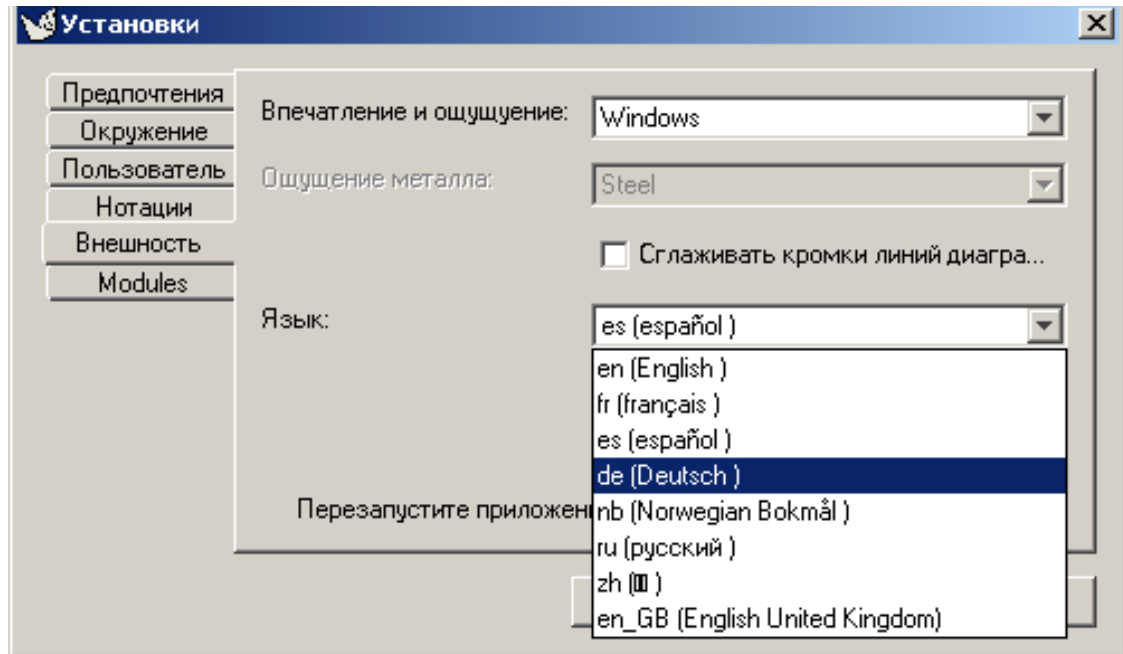 Установки
Предпочтения
Окружение
Пользователь
Нотации
Внешность
Modules
Впечатление и ощущуение: Windows
Ощущение металла: Steel
Сглаживать кромки линий диагра...
Язык: es (español )
en (English )
fr (français )
es (español )
de (Deutsch )
nb (Norwegian Bokmål )
ru (русский )
zh ( )
en_GB (English United Kingdom)
Перезапустите приложен